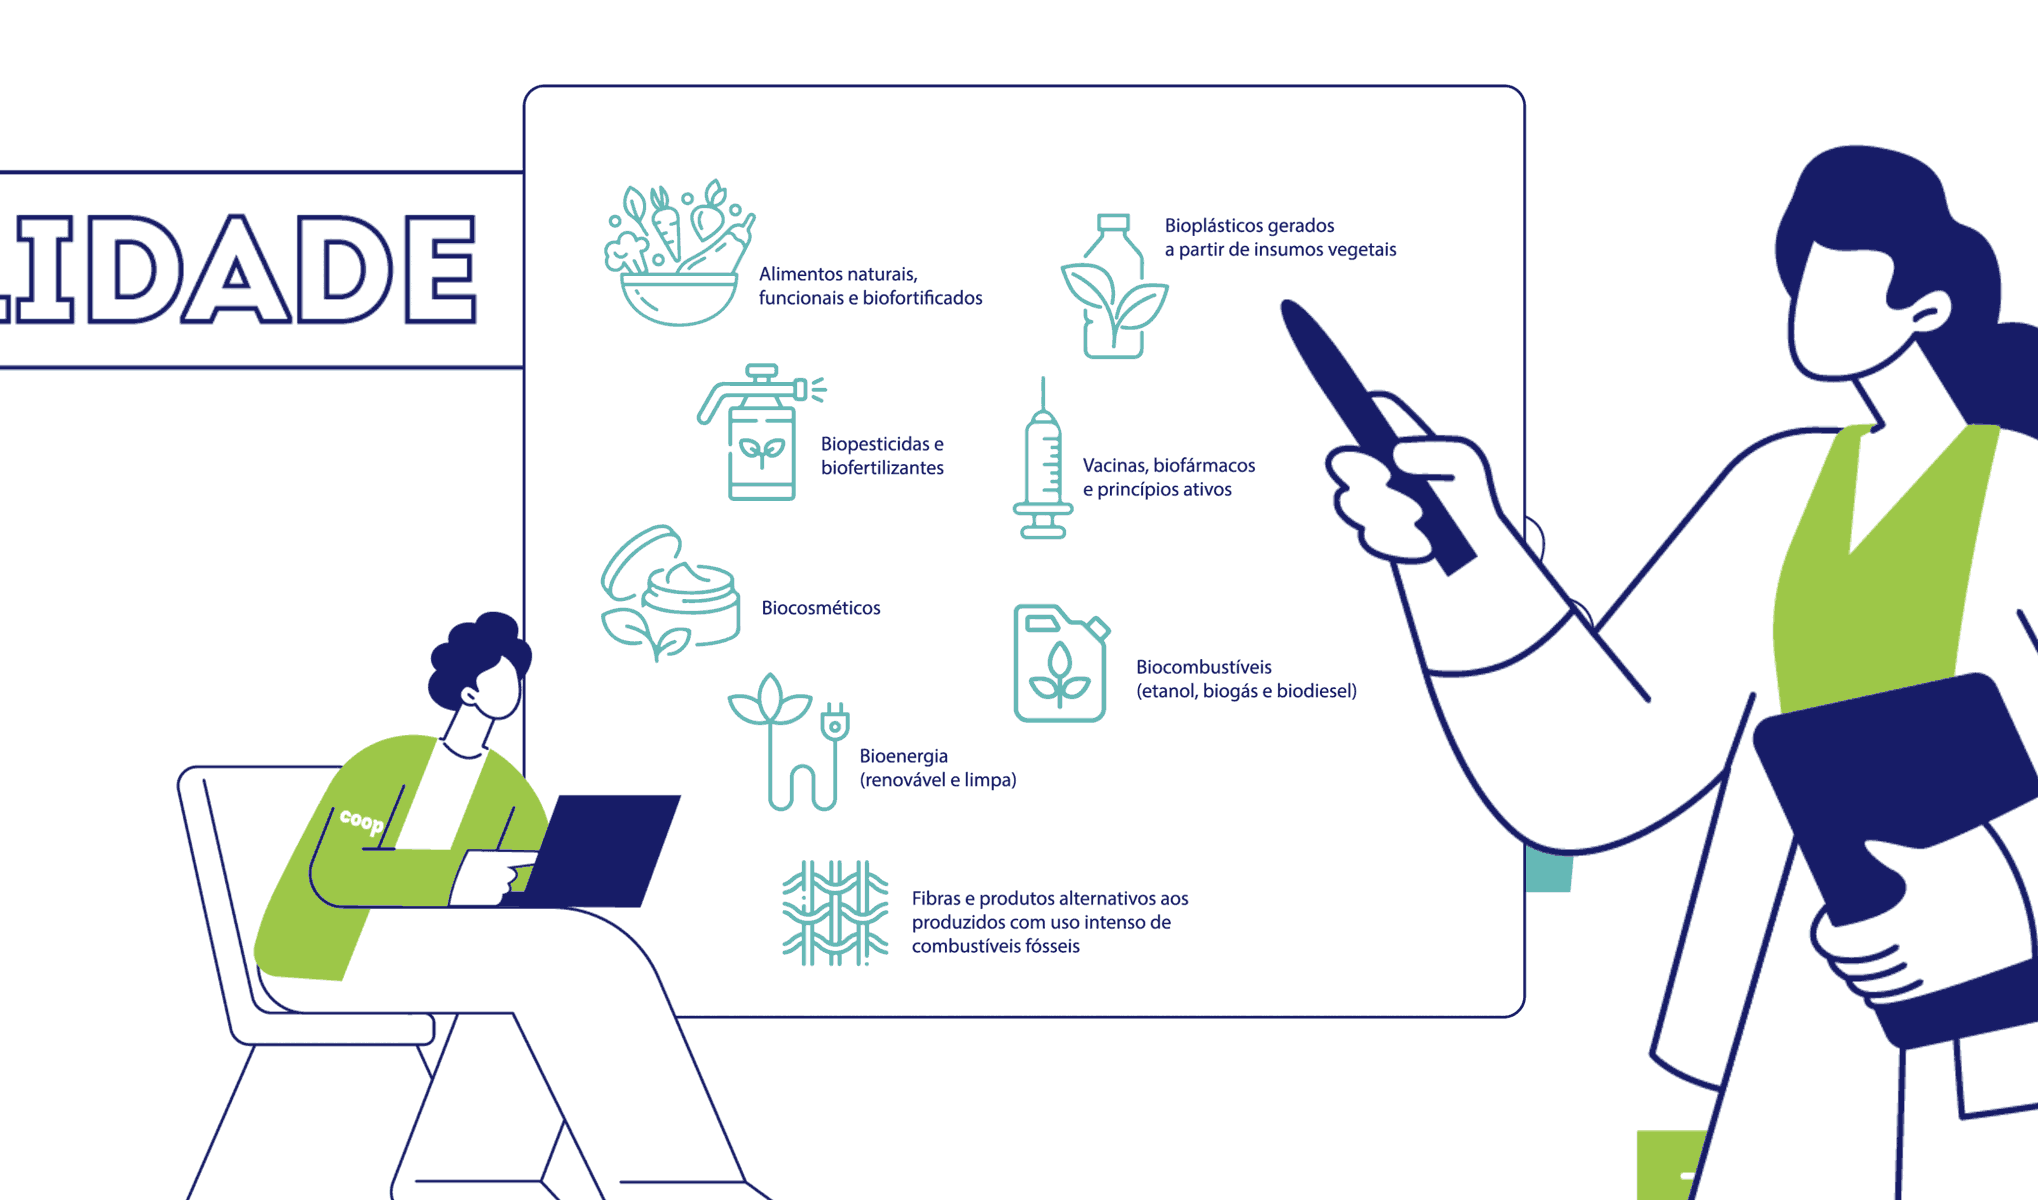 LIDADE
Alimentos naturais,
funcionais e biofortificados
Bioplásticos gerados
a partir de insumos vegetais
Biopesticidas e
biofertilizantes
Vacinas, biofármacos
e princípios ativos
Biocosméticos
Biocombustíveis
(etanol, biogás e biodiesel)
Bioenergia
(renovável e limpa)
coop
Fibras e produtos alternativos aos
produzidos com uso intenso de
combustíveis fósseis